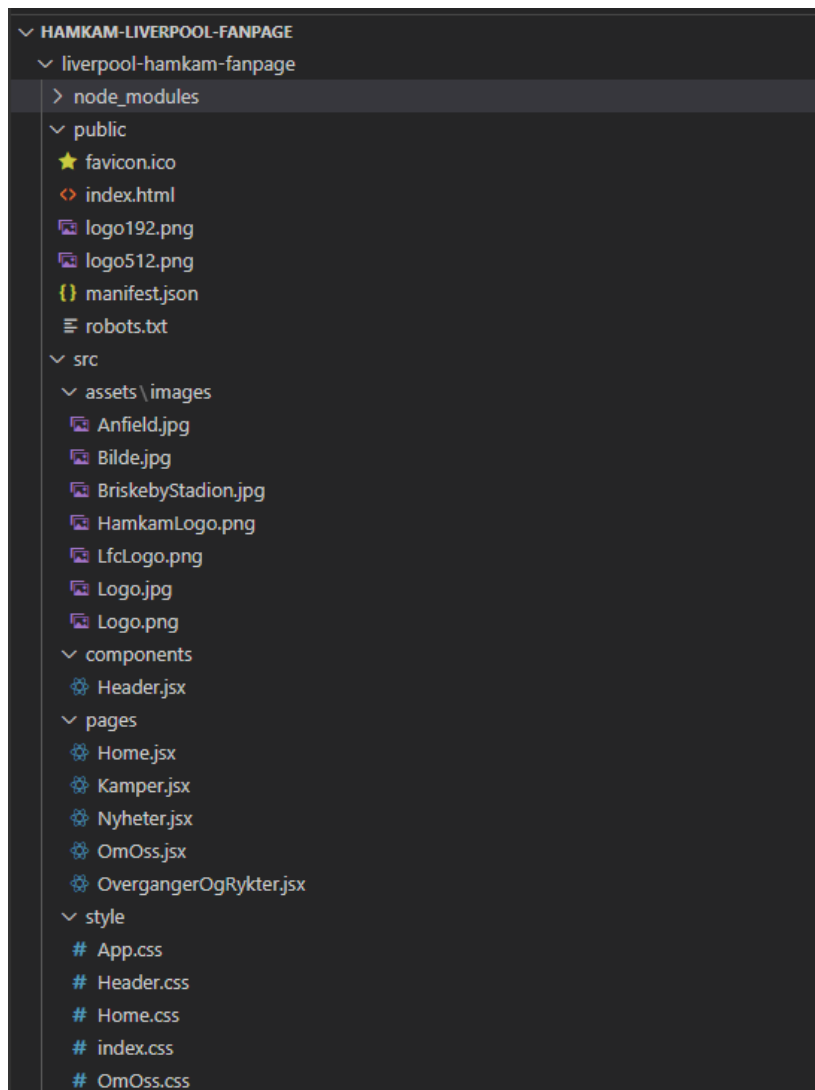 HAMKAM-LIVERPOOL-FANPAGE
liverpool-hamkam-fanpage
node_modules
public
favicon.ico
index.html
logo192.png
logo512.png
manifest.json
robots.txt
src
assets\images
Anfield.jpg
Bilde.jpg
BriskebyStadion.jpg
HamkamLogo.png
LfcLogo.png
Logo.jpg
Logo.png
components
Header.jsx
pages
Home.jsx
Kamper.jsx
Nyheter.jsx
OmOss.jsx
OvergangerOgRykter.jsx
style
# App.css
# Header.css
# Home.css
# index.css
# OmOss.css